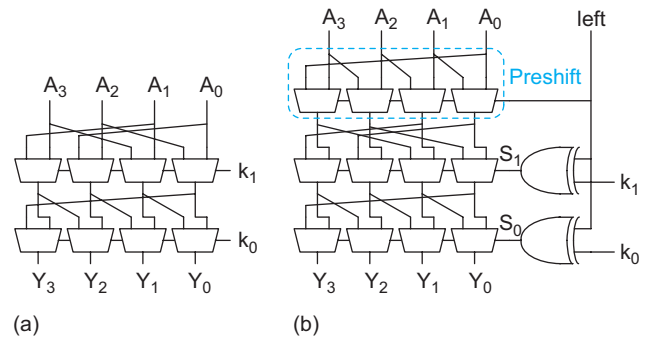 A3 A2 A1 A0 left
Preshift
A3 A2 A1 A0
S1
k1
k1
S0
k0
k0
Y3 Y2 Y1 Y0
Y3 Y2 Y1 Y0
(a)
(b)